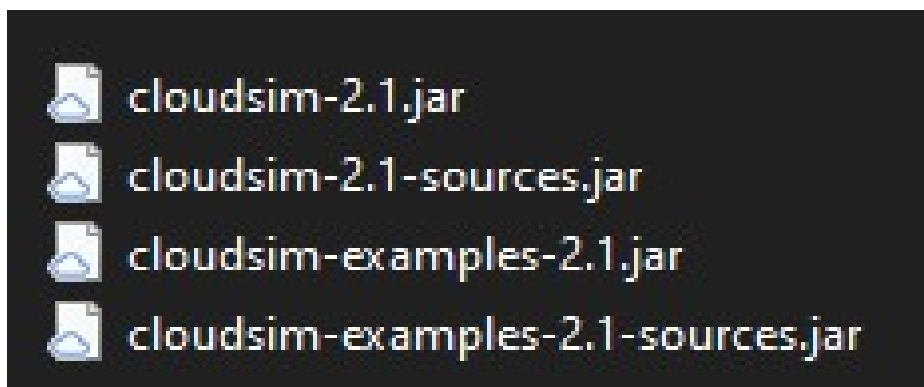 cloudsim-2.1.jar
cloudsim-2.1-sources.jar
cloudsim-examples-2.1.jar
cloudsim-examples-2.1-sources.jar